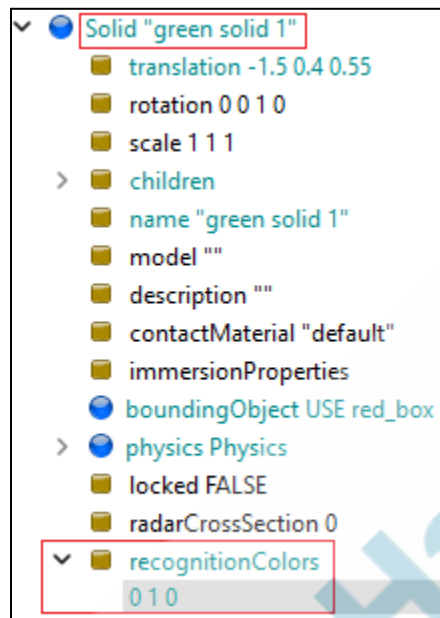 Solid "green solid 1"
translation -1.5 0.4 0.55
rotation 0 0 1 0
scale 1 1 1
children
name "green solid 1"
model ""
description ""
contactMaterial "default"
immersionProperties
boundingObject USE red_box
physics Physics
locked FALSE
radarCrossSection 0
recognitionColors
0 1 0